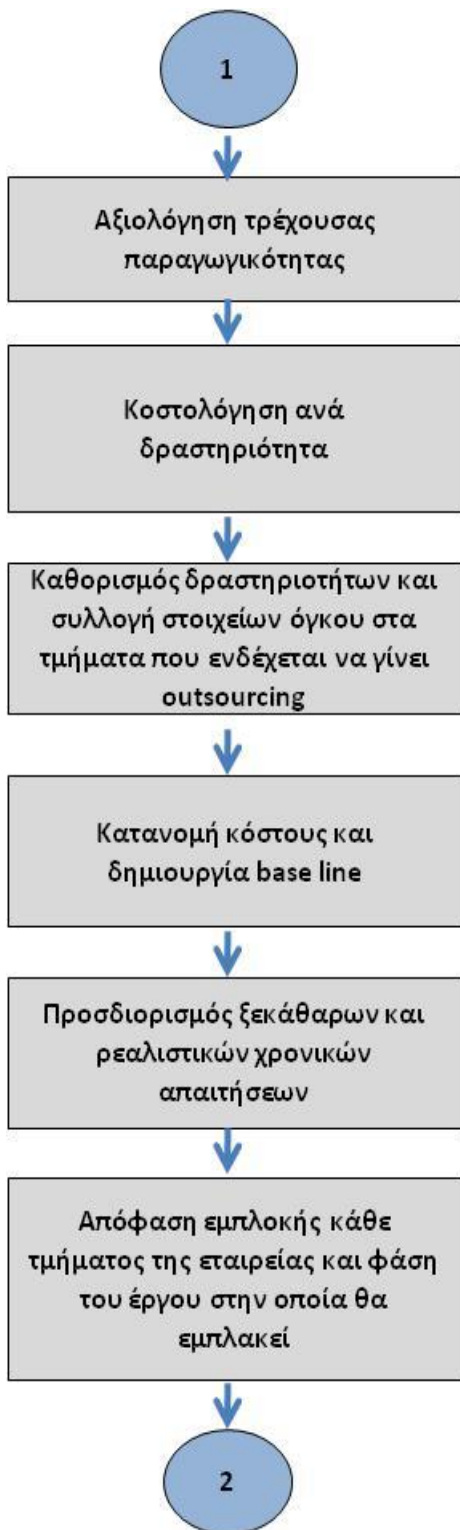 1
Αξιολόγηση τρέχουσας
παραγωγικότητας
Κοστολόγηση ανά
δραστηριότητα
Καθορισμός δραστηριοτήτων και
συλλογή στοιχείων όγκου στα
τμήματα που ενδέχεται να γίνει
outsourcing
Κατανομή κόστους και
δημιουργία base line
Προσδιορισμός ξεκάθαρων και
ρεαλιστικών χρονικών
απαιτήσεων
Απόφαση εμπλοκής κάθε
τμήματος της εταιρείας και φάση
του έργου στην οποία θα
εμπλακεί
2